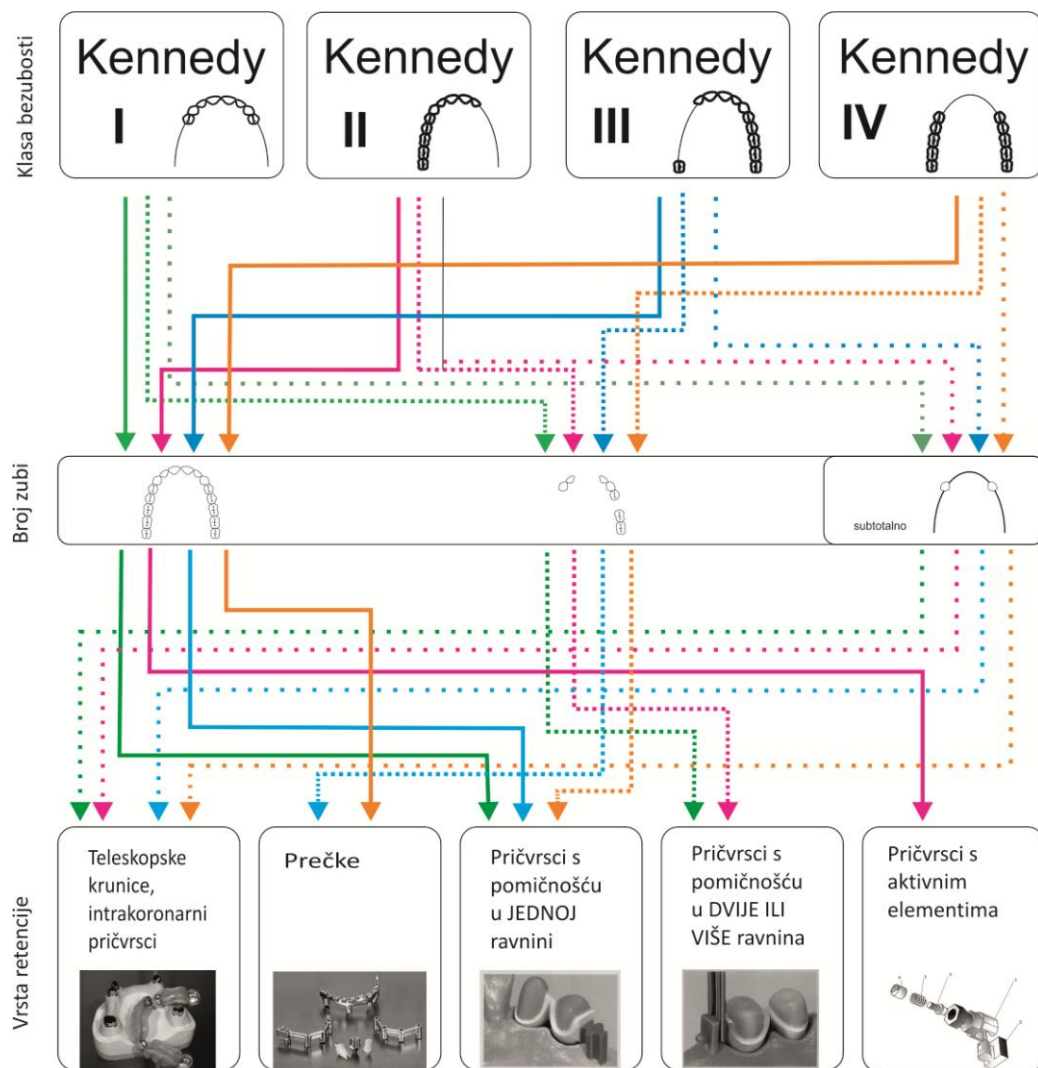 Klasa bezubosti
Kennedy
I
Kennedy
II
Kennedy
III
Kennedy
IV
Broj zubi
subtotalno
Vrsta retencije
Teleskopske
krunice,
intrakoronarni
pričvrsci
Prečke
Pričvrsci s
pomičnošću
u JEDNOJ
ravnini
Pričvrsci s
pomičnošću
u DVIJE ILI
VIŠE ravnina
Pričvrsci s
aktivnim
elementima